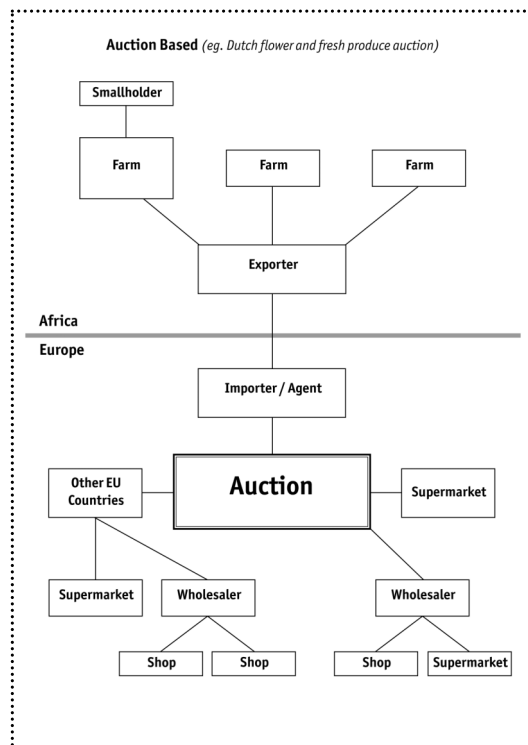 Auction Based (eg. Dutch flower and fresh produce auction)
Smallholder
Farm
Farm
Farm
Exporter
Africa
Europe
Importer / Agent
Other EU
Countries
Auction
Supermarket
Supermarket
Wholesaler
Wholesaler
Shop
Shop
Shop
Supermarket